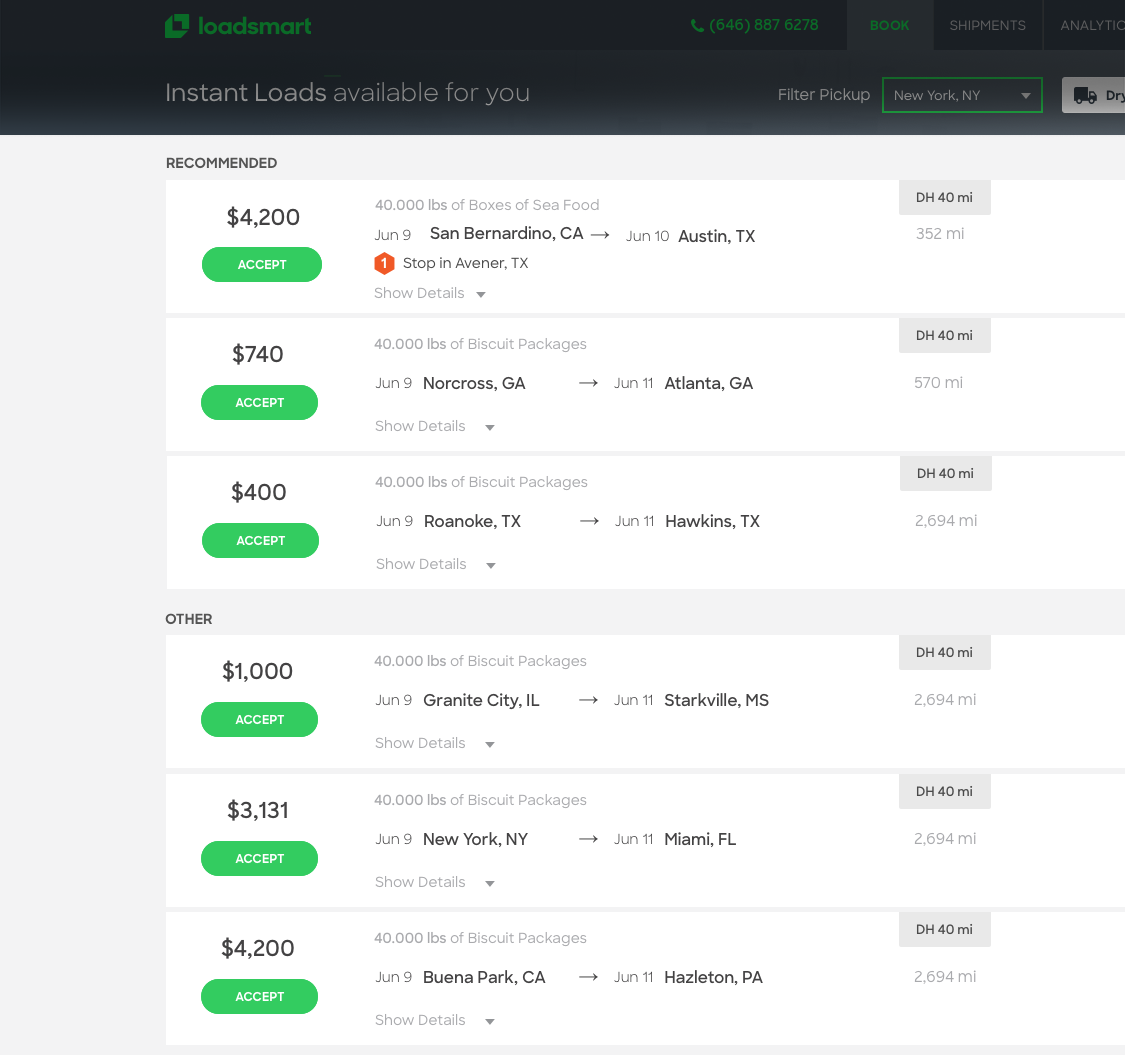 loadsmart
(646) 887 6278
BOOK
SHIPMENTS
ANALYTIC
Instant Loads available for you
Filter Pickup
New York, NY
Dry
RECOMMENDED
$4,200
ACCEPT
40.000 lbs of Boxes of Sea Food
Jun 9 San Bernardino, CA → Jun 10 Austin, TX
1 Stop in Avener, TX
Show Details
DH 40 mi
352 mi
$740
ACCEPT
40.000 lbs of Biscuit Packages
Jun 9 Norcross, GA → Jun 11 Atlanta, GA
Show Details
DH 40 mi
570 mi
$400
ACCEPT
40.000 lbs of Biscuit Packages
Jun 9 Roanoke, TX → Jun 11 Hawkins, TX
Show Details
DH 40 mi
2,694 mi
OTHER
$1,000
ACCEPT
40.000 lbs of Biscuit Packages
Jun 9 Granite City, IL → Jun 11 Starkville, MS
Show Details
DH 40 mi
2,694 mi
$3,131
ACCEPT
40.000 lbs of Biscuit Packages
Jun 9 New York, NY → Jun 11 Miami, FL
Show Details
DH 40 mi
2,694 mi
$4,200
ACCEPT
40.000 lbs of Biscuit Packages
Jun 9 Buena Park, CA → Jun 11 Hazleton, PA
Show Details
DH 40 mi
2,694 mi